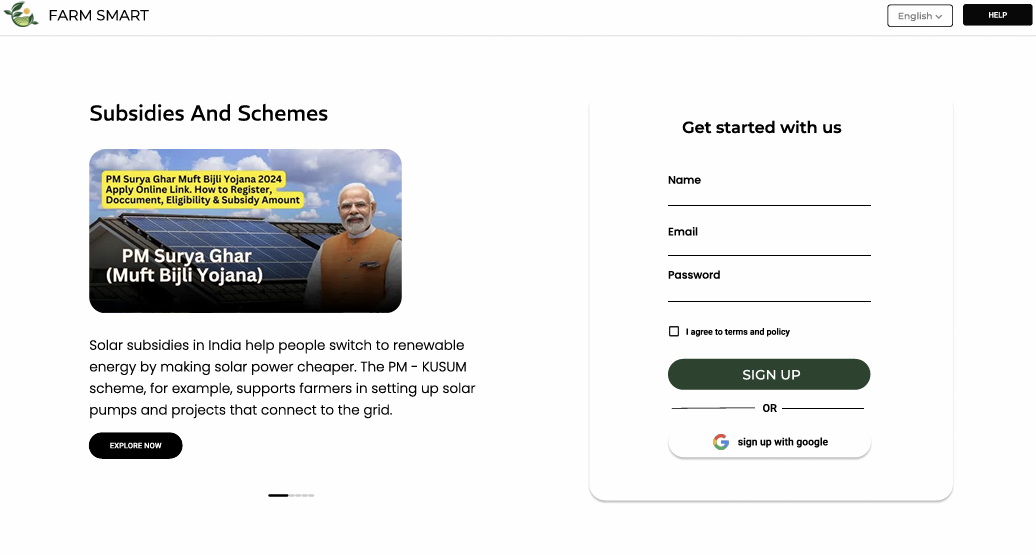 FARM SMART
English
HELP
Subsidies And Schemes
PM Surya Ghar Muft Bijli Yojana 2024
Apply Online Link. How to Register,
Doccument, Eligibility & Subsidy Amount
PM Surya Ghar
(Muft Bijli Yojana)
Solar subsidies in India help people switch to renewable
energy by making solar power cheaper. The PM - KUSUM
scheme, for example, supports farmers in setting up solar
pumps and projects that connect to the grid.
EXPLORE NOW
Get started with us
Name
Email
Password
I agree to terms and policy
SIGN UP
OR
sign up with google